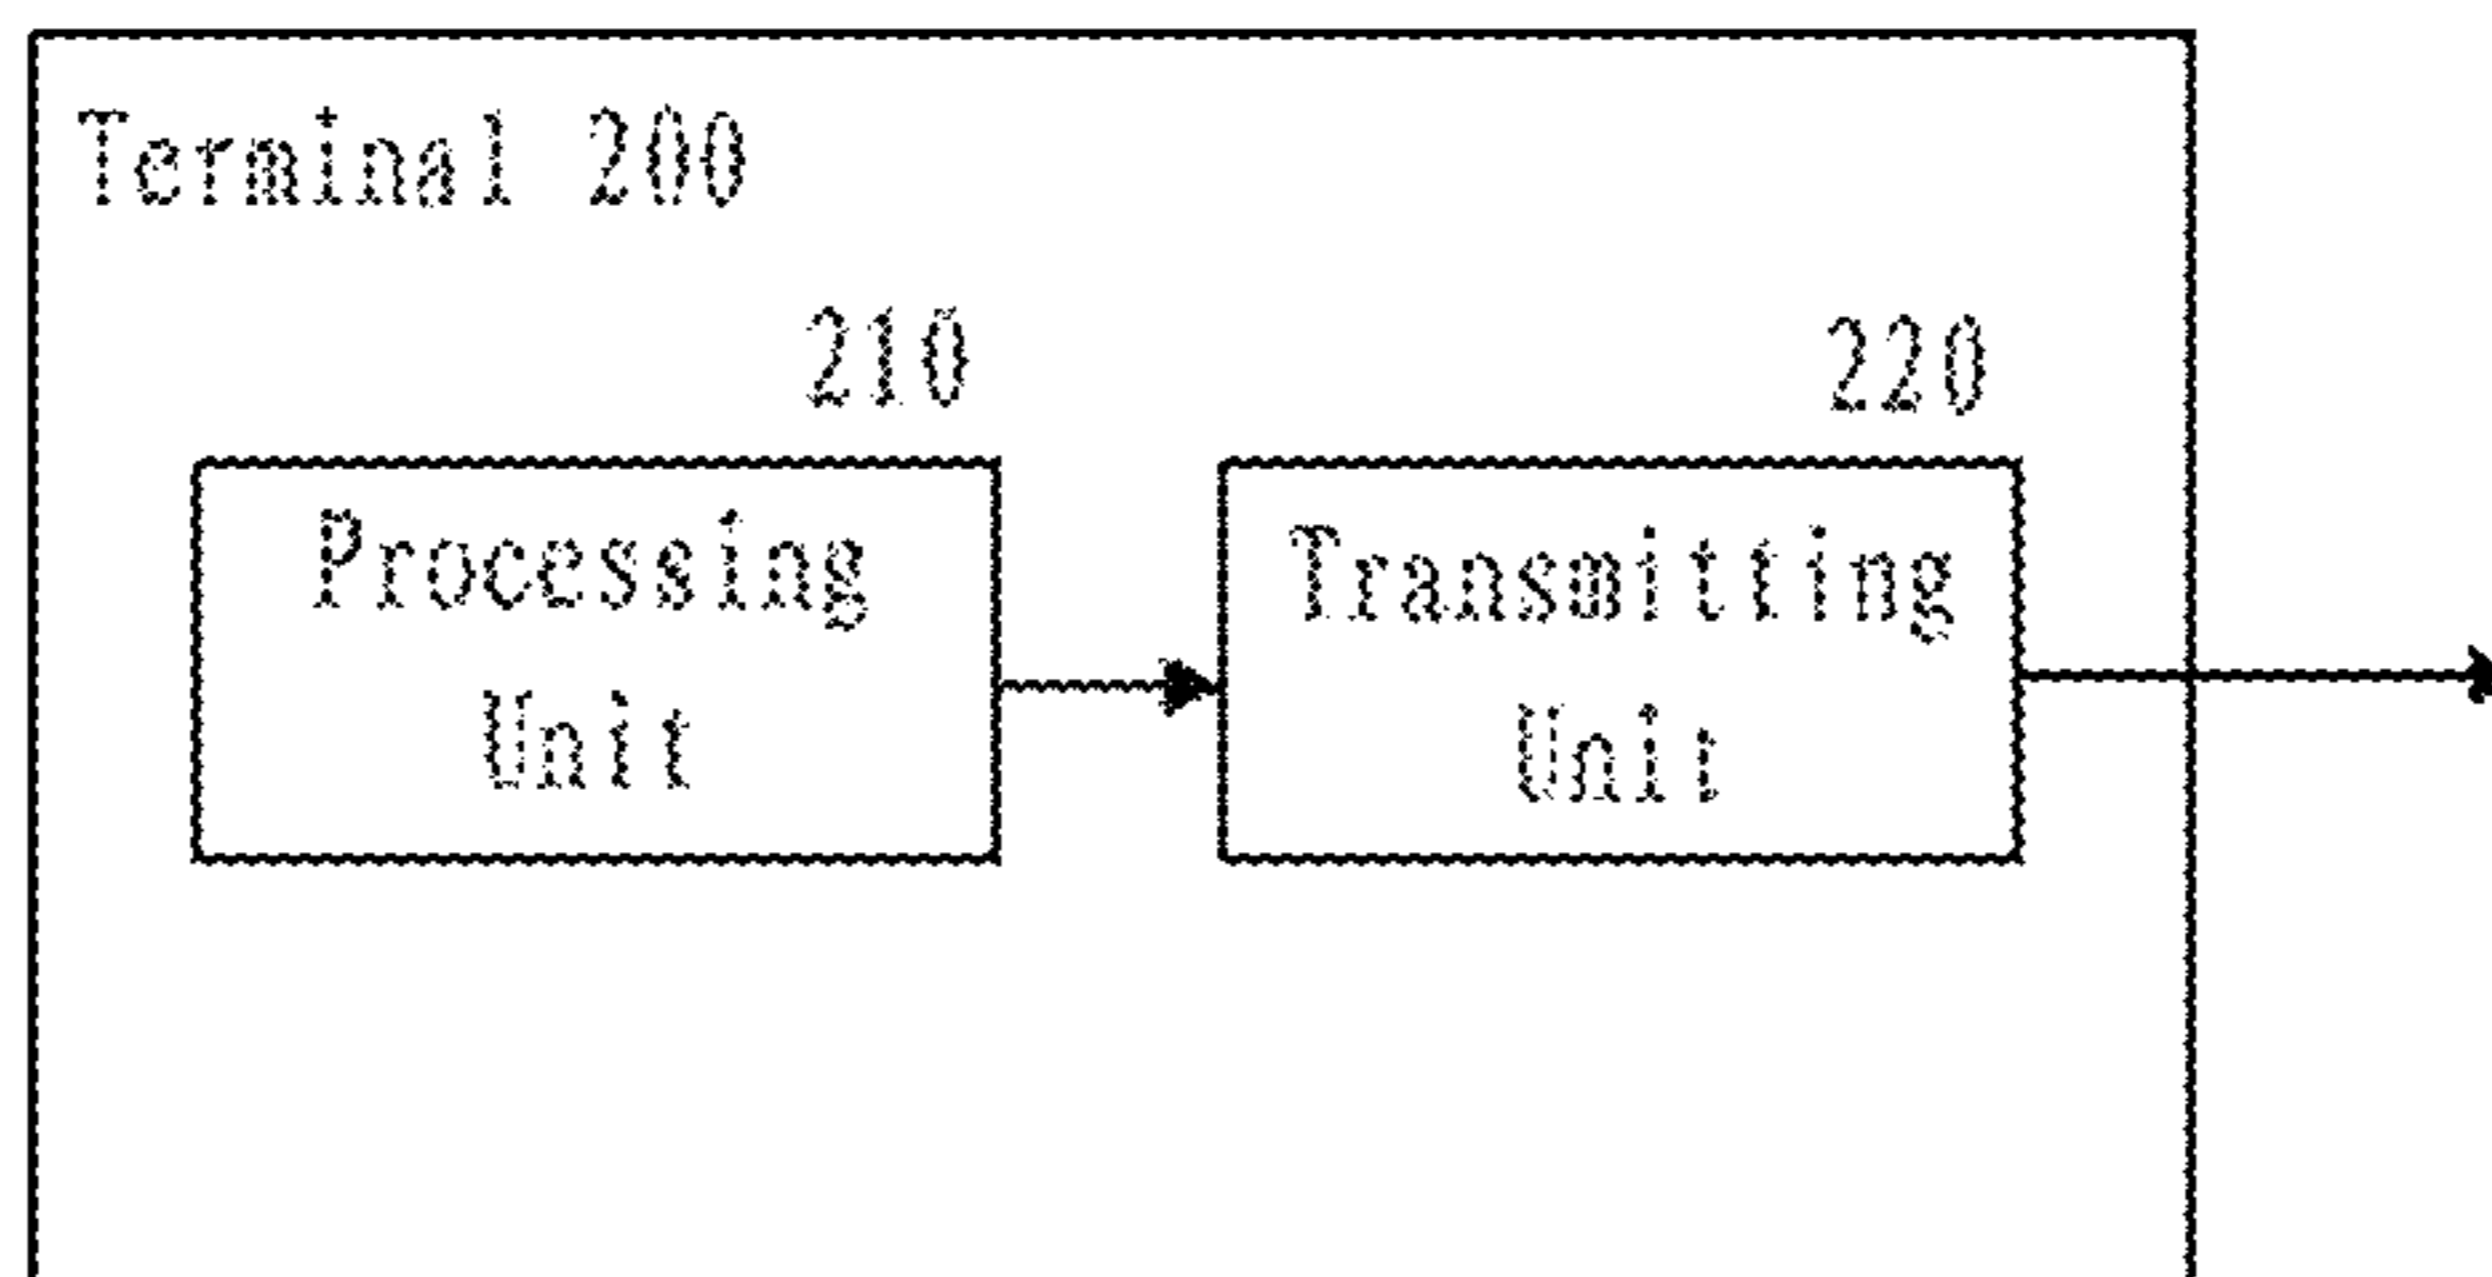 Terminal 200
210
220
Processing
Unit
Transmitting
Unit